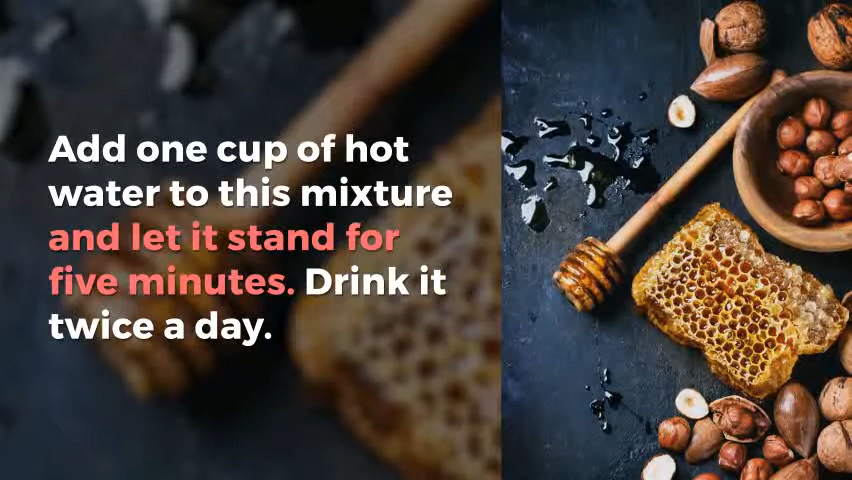 Add one cup of hot
water to this mixture
and let it stand for
five minutes. Drink it
twice a day.